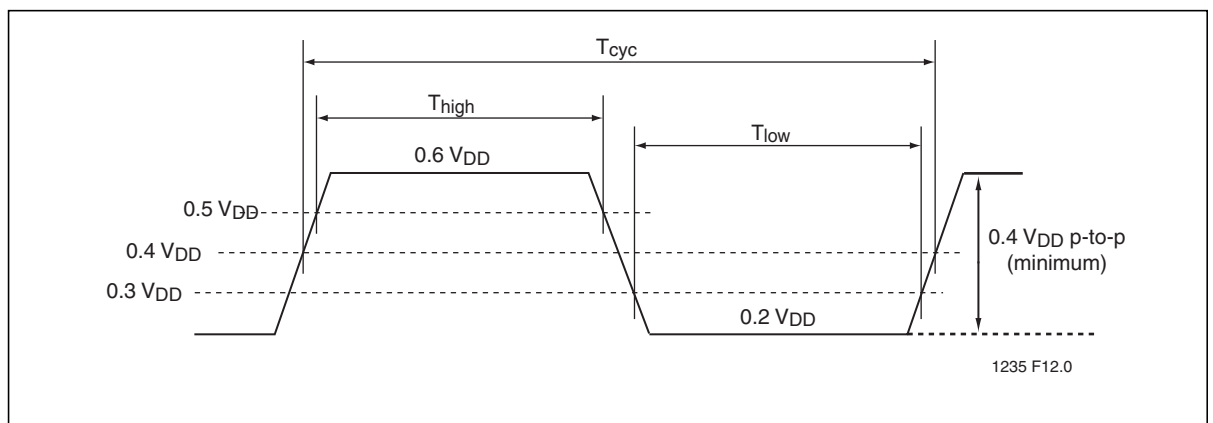 Tcyc
Thigh
Tlow
0.6 VDD
0.5 VDD
0.4 VDD
0.4 VDD p-to-p
(minimum)
0.3 VDD
0.2 VDD
1235 F12.0